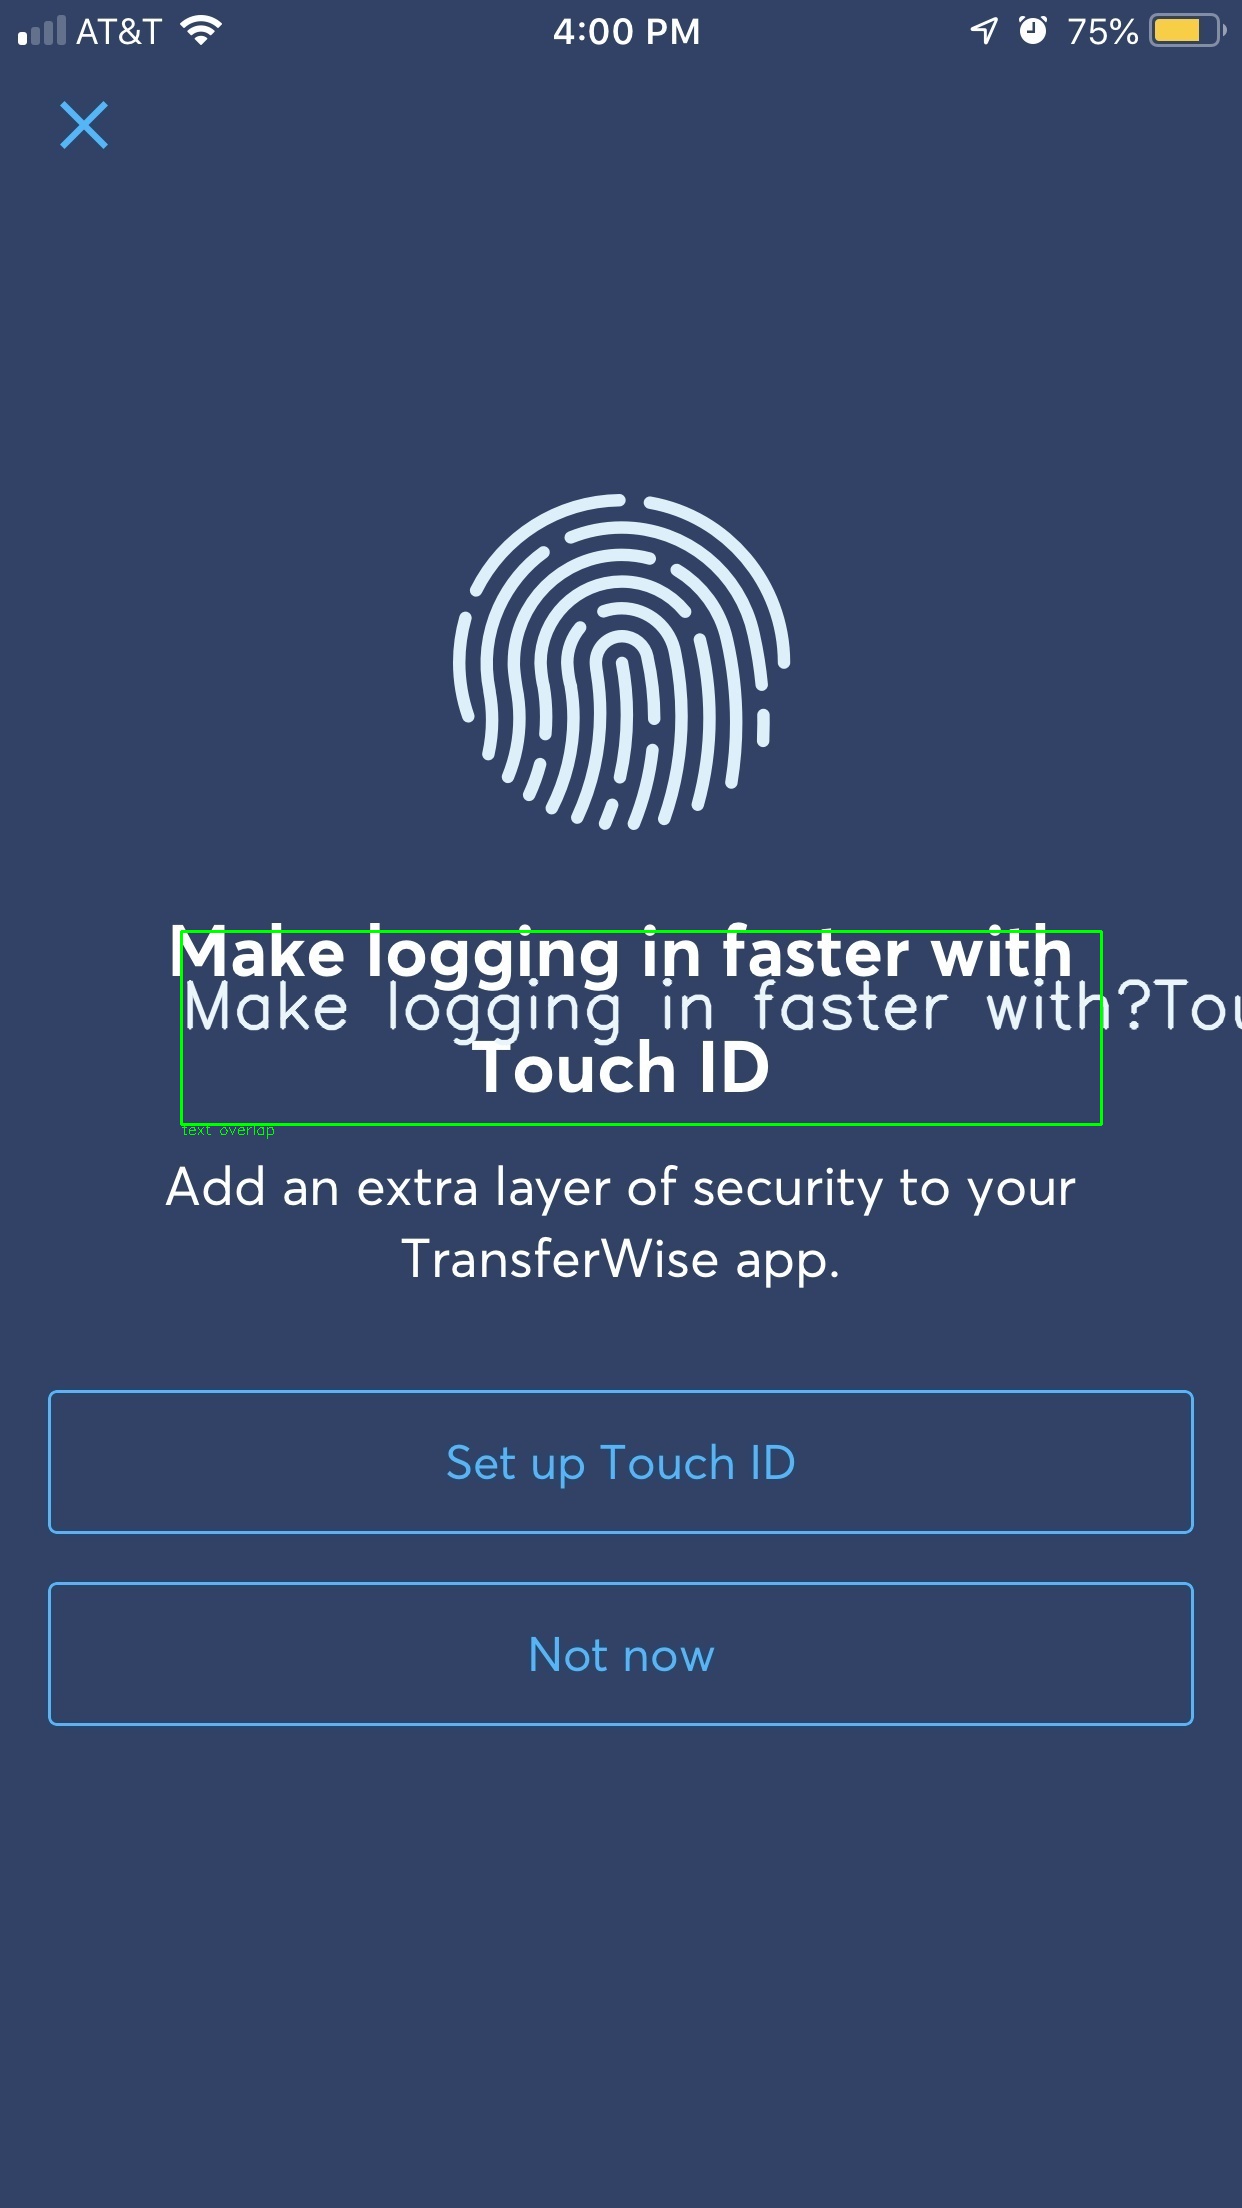 AT&T 4:00 PM 75%
Make logging in faster with
Make logging in faster with?Tou
Touch ID
text overlap
Add an extra layer of security to your
TransferWise app.
Set up Touch ID
Not now